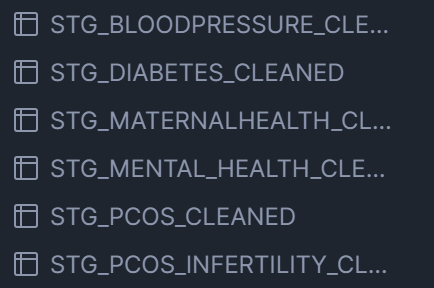 STG_BLOODPRESSURE_CLE...
STG_DIABETES_CLEANED
STG_MATERNALHEALTH_CL...
STG_MENTAL_HEALTH_CLE...
STG_PCOS_CLEANED
STG_PCOS_INFERTILITY_CL...